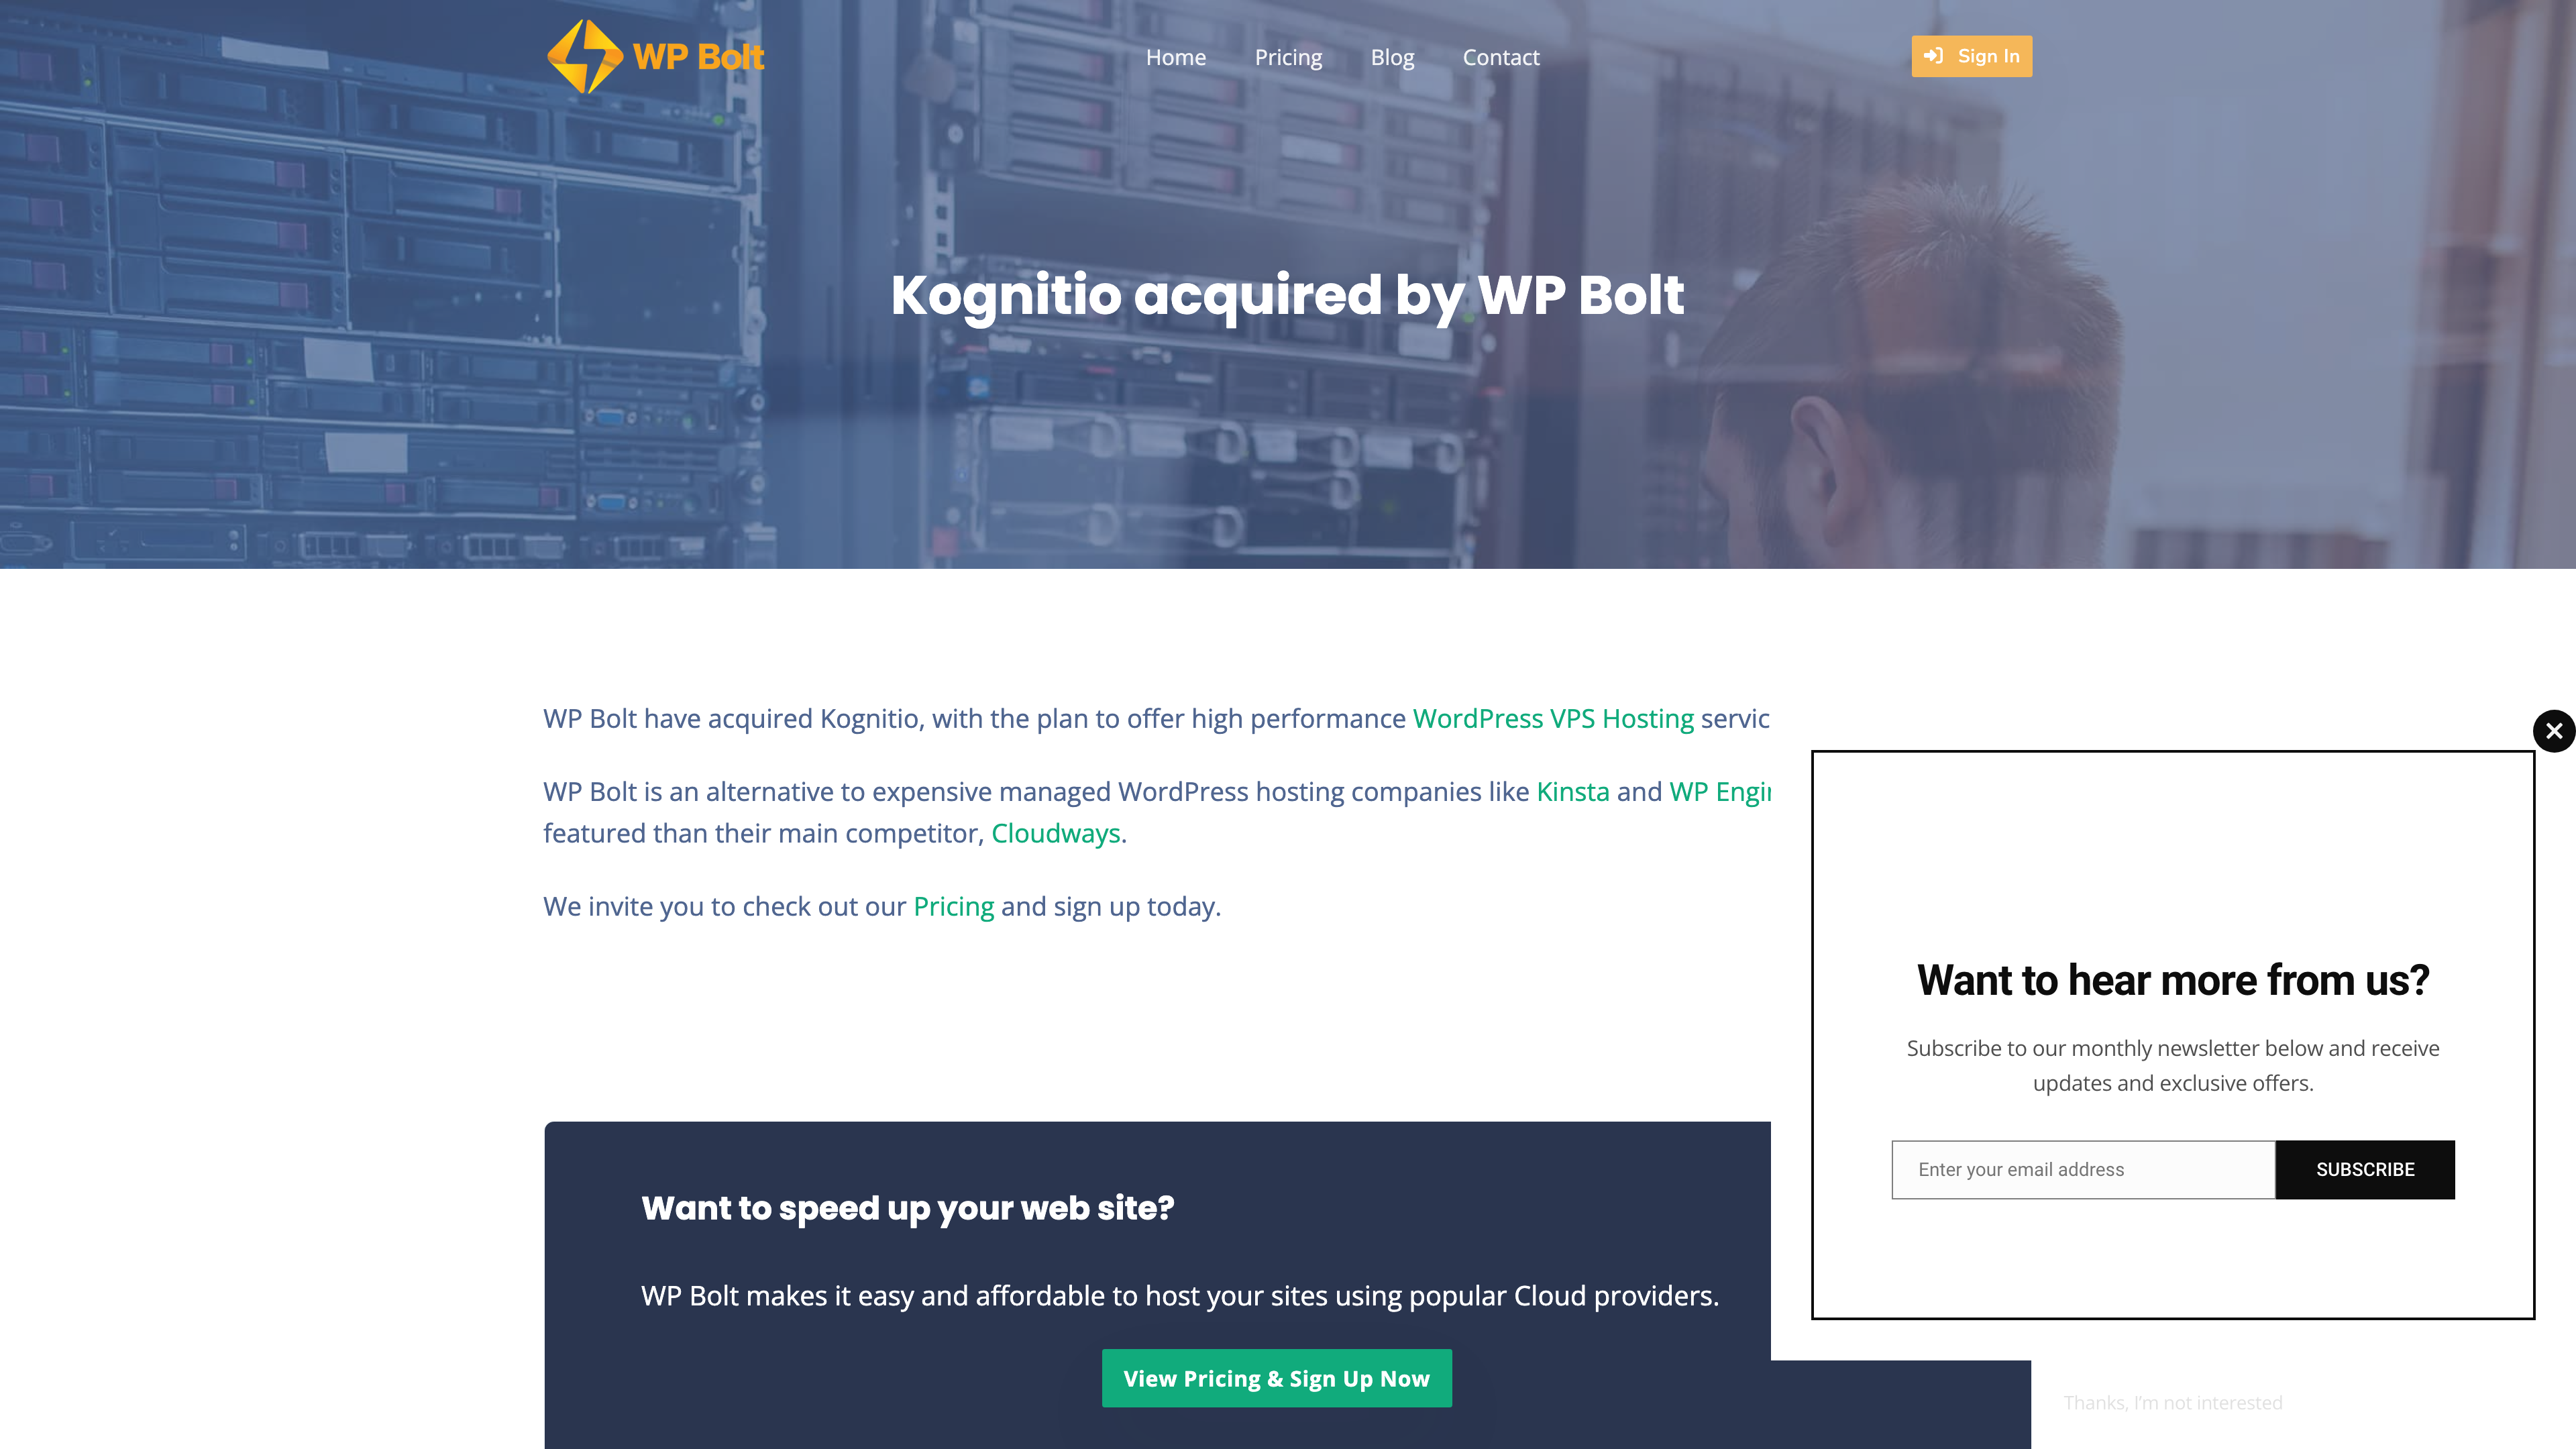 WP Bolt
Home Pricing Blog Contact
Sign In
Kognitio acquired by WP Bolt
WP Bolt have acquired Kognitio, with the plan to offer high performance WordPress VPS Hosting servic
WP Bolt is an alternative to expensive managed WordPress hosting companies like Kinsta and WP Engin
featured than their main competitor, Cloudways.
We invite you to check out our Pricing and sign up today.
Want to hear more from us?
Subscribe to our monthly newsletter below and receive
updates and exclusive offers.
Enter your email address SUBSCRIBE
Want to speed up your web site?
WP Bolt makes it easy and affordable to host your sites using popular Cloud providers.
View Pricing & Sign Up Now
Thanks, I'm not interested